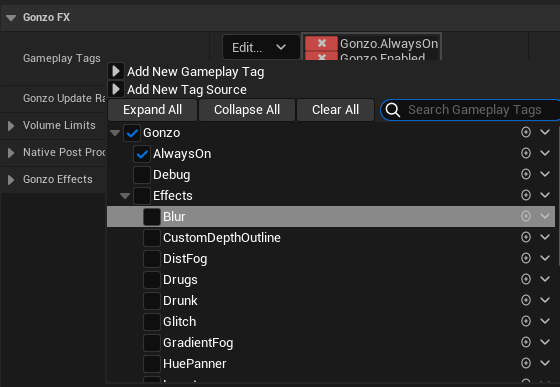 Gonzo FX
Gameplay Tags
Edit...
Gonzo.AlwaysOn
Gonzo.Enabled
Add New Gameplay Tag
Add New Tag Source
Gonzo Update Ra
Expand All
Collapse All
Clear All
Search Gameplay Tags
Volume Limits
Gonzo
Native Post Proc
AlwaysOn
Debug
Gonzo Effects
Effects
Blur
CustomDepthOutline
DistFog
Drugs
Drunk
Glitch
GradientFog
HuePanner